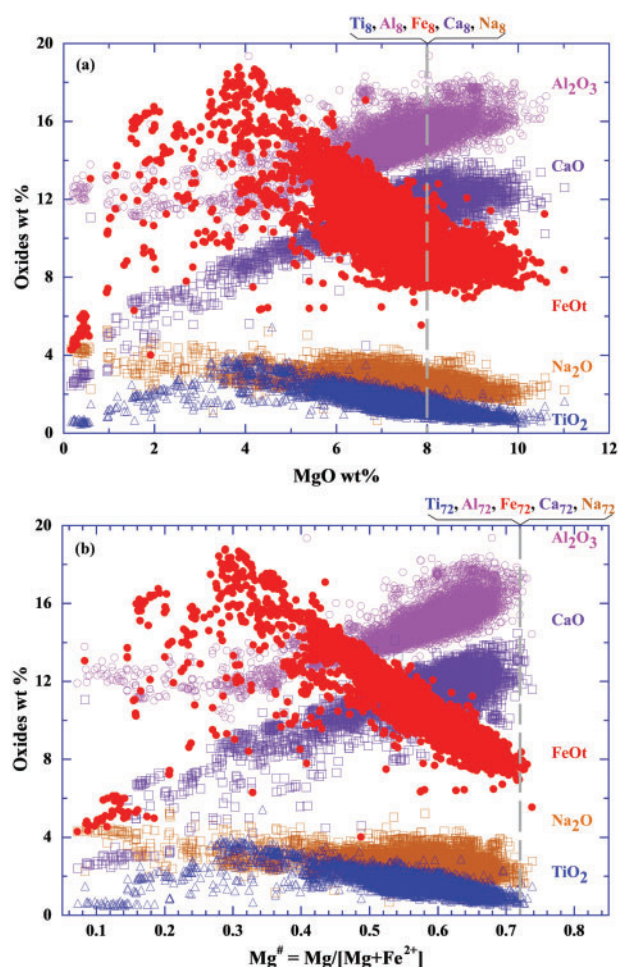 Ti8, Al8, Fe8, Ca8, Na8
20
(a)
Al2O3
16
CaO
12
Oxides wt %
8
FeOt
4
Na2O
TiO2
0
0 2 4 6 8 10 12
MgO wt%
Ti72, Al72, Fe72, Ca72, Na72
20
(b)
Al2O3
16
CaO
12
Oxides wt %
8
FeOt
4
Na2O
TiO2
0
0.1 0.2 0.3 0.4 0.5 0.6 0.7 0.8
Mg# = Mg/[Mg+Fe2+]